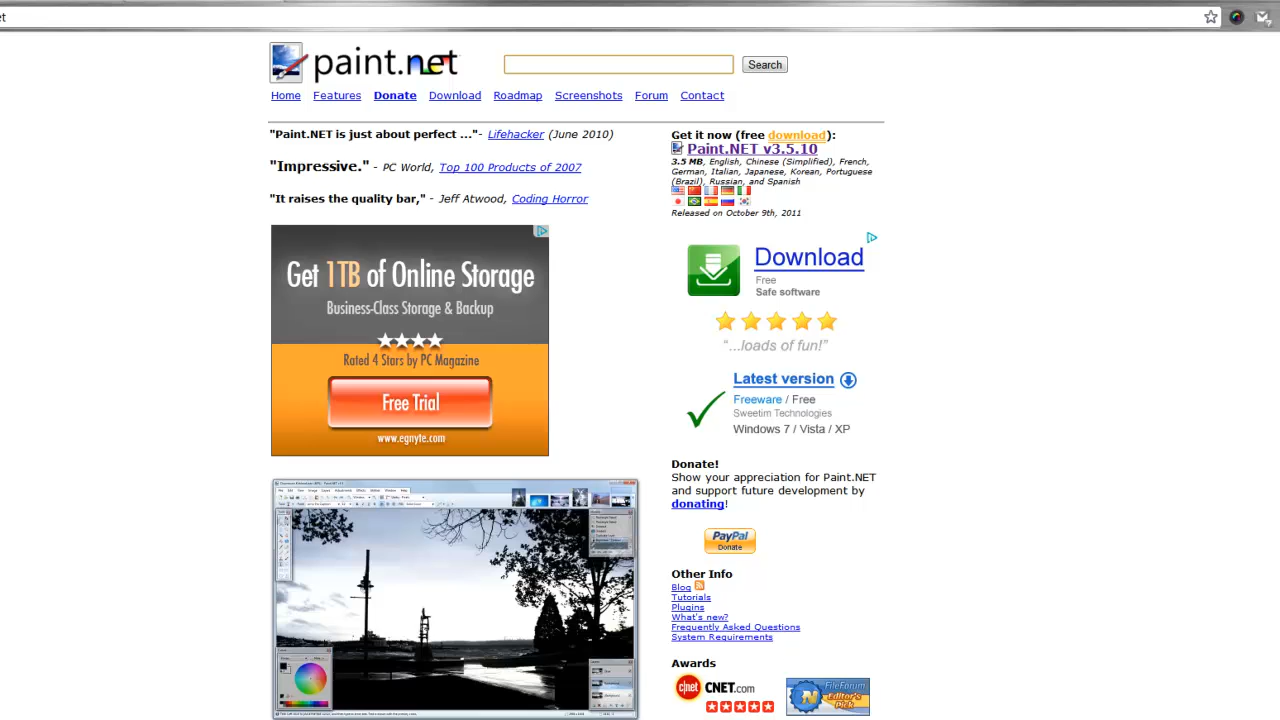 et
paint.net
Search
Home Features Donate Download Roadmap Screenshots Forum Contact
"Paint.NET is just about perfect ..."- Lifehacker (June 2010)
"Impressive." - PC World, Top 100 Products of 2007
"It raises the quality bar," - Jeff Atwood, Coding Horror
Get 1TB of Online Storage
Business-Class Storage & Backup
Rated 4 Stars by PC Magazine
Free Trial
www.egnyte.com
Get it now (free download):
Paint.NET v3.5.10
3.5 MB, English, Chinese (Simplified), French,
German, Italian, Japanese, Korean, Portuguese
(Brazil), Russian, and Spanish
Released on October 9th, 2011
Download
Free
Safe software
"...loads of fun!"
Latest version
Freeware / Free
Sweetim Technologies
Windows 7 / Vista / XP
Donate!
Show your appreciation for Paint.NET
and support future development by
donating!
PayPal
Donate
Other Info
Blog
Tutorials
Plugins
What's new?
Frequently Asked Questions
System Requirements
Awards
c|net CNET.com
FileForum
Editor's
Pick